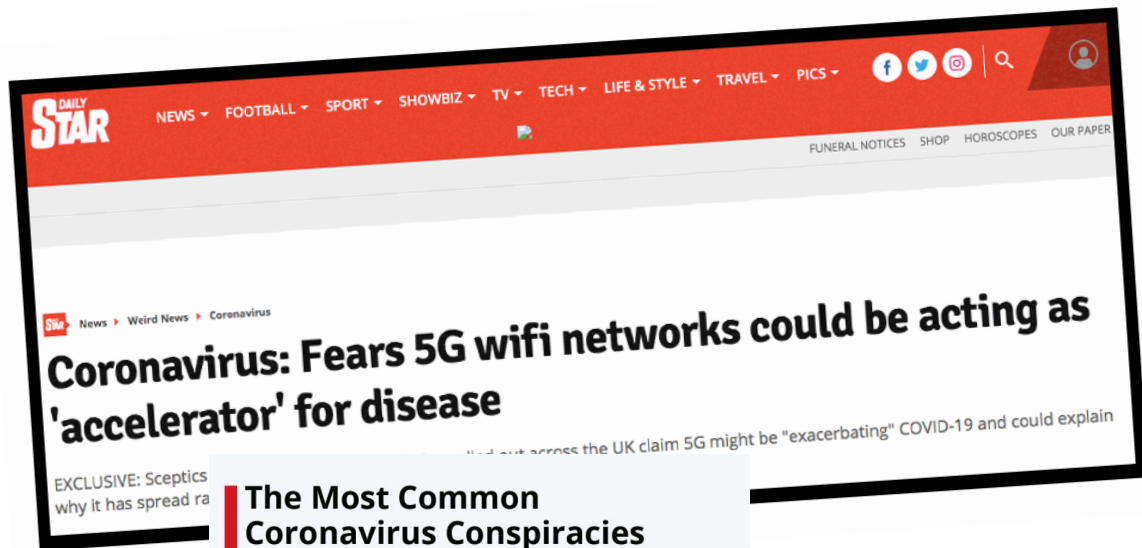 DAILY STAR
NEWS FOOTBALL SPORT SHOWBIZ TV TECH LIFE & STYLE TRAVEL PICS
FUNERAL NOTICES SHOP HOROSCOPES OUR PAPER
News Weird News Coronavirus
Coronavirus: Fears 5G wifi networks could be acting as
'accelerator' for disease
EXCLUSIVE: Sceptics out across the UK claim 5G might be "exacerbating" COVID-19 and could explain
why it has spread
The Most Common
Coronavirus Conspiracies